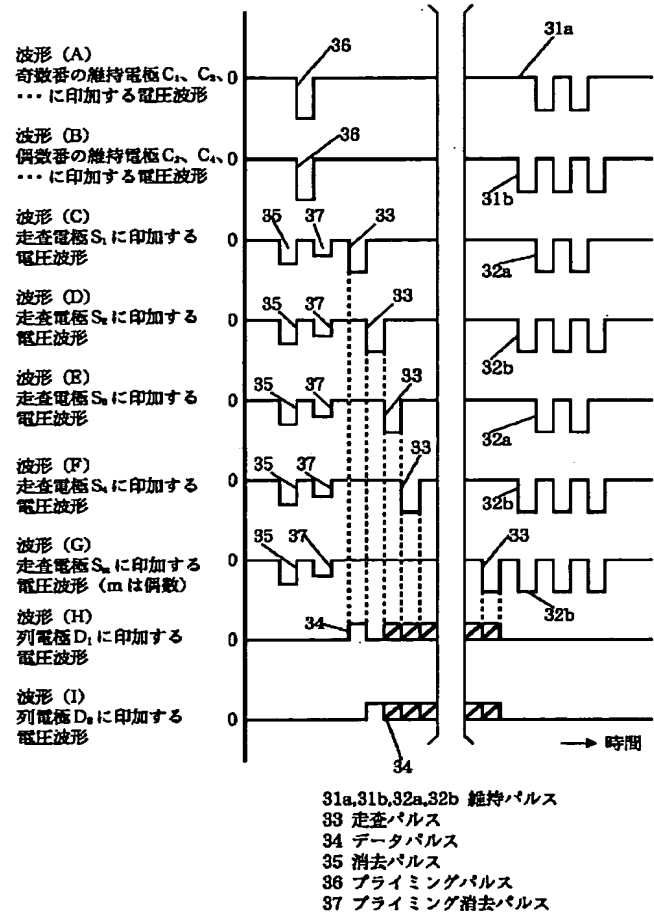 波形 (A)
奇数番の維持電極C₁、C₃、
・・・に印加する電圧波形
0
36
31a
波形 (B)
偶数番の維持電極C₂、C₄、
・・・に印加する電圧波形
0
36
31b
波形 (C)
走査電極S₁に印加する
電圧波形
0
35
37
33
32a
波形 (D)
走査電極S₂に印加する
電圧波形
0
35
37
33
32b
波形 (E)
走査電極S₃に印加する
電圧波形
0
35
37
33
32a
波形 (F)
走査電極S₄に印加する
電圧波形
0
35
37
33
32b
波形 (G)
走査電極Sₘに印加する
電圧波形 (mは偶数)
0
35
37
33
32b
波形 (H)
列電極D₁に印加する
電圧波形
0
34
波形 (I)
列電極D₂に印加する
電圧波形
0
34
時間
31a,31b,32a,32b 維持パルス
33 走査パルス
34 データパルス
35 消去パルス
36 プライミングパルス
37 プライミング消去パルス